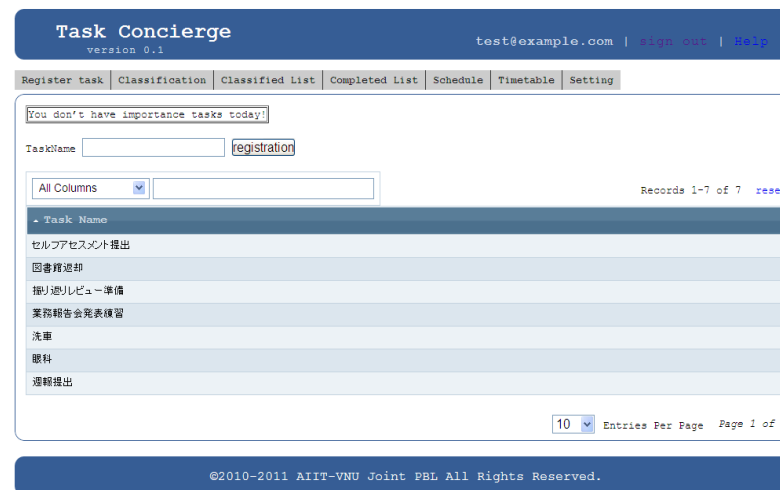 Task Concierge
version 0.1
test@example.com | sign out | Help
Register task | Classification | Classified List | Completed List | Schedule | Timetable | Setting
You don't have importance tasks today!
TaskName registration
All Columns
Records 1-7 of 7 rese
Task Name
セルフアセスメント提出
図書館返却
振り返りレビュー準備
業務報告会発表練習
洗車
眼科
週報提出
10 Entries Per Page Page 1 of
©2010-2011 AIIT-VNU Joint PBL All Rights Reserved.